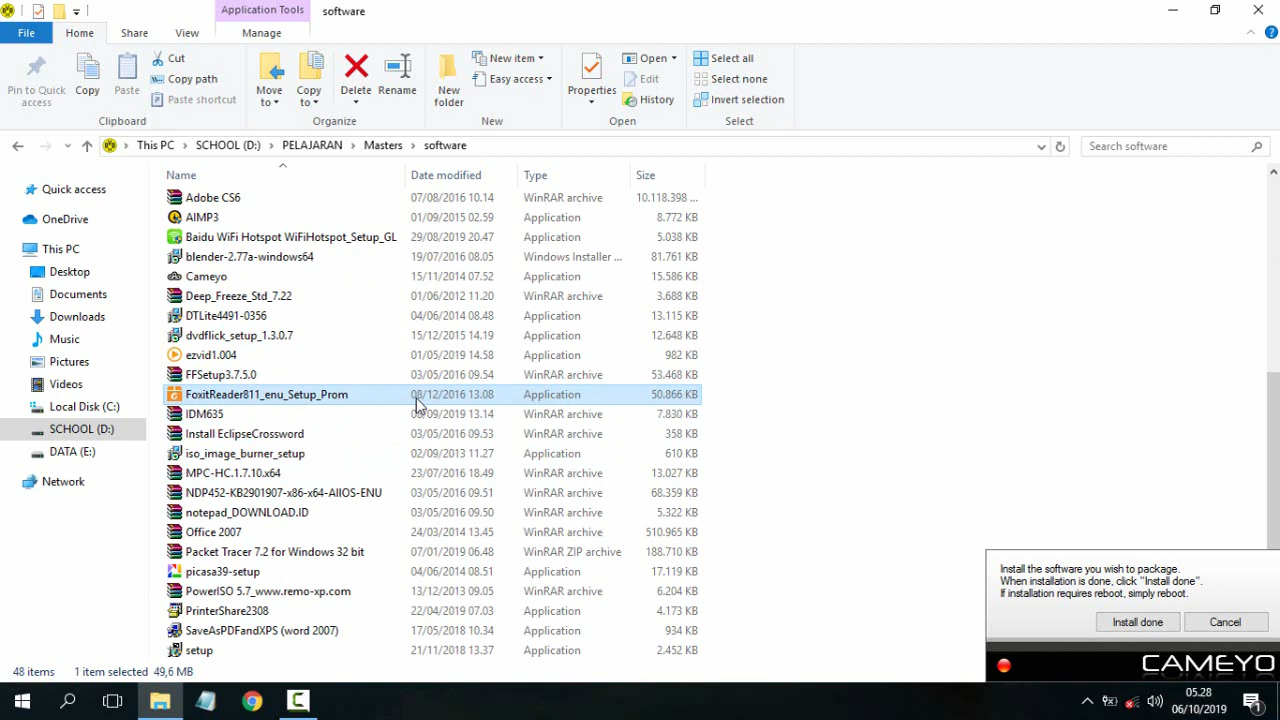 Application Tools
software
File
Home
Share
View
Manage
Pin to Quick access
Copy
Paste
Cut
Copy path
Paste shortcut
Clipboard
Move to
Copy to
Delete
Rename
Organize
New folder
New item
Easy access
New
Properties
Open
Edit
History
Open
Select all
Select none
Invert selection
Select
This PC
SCHOOL (D:)
PELAJARAN
Masters
software
Search software
Quick access
OneDrive
This PC
Desktop
Documents
Downloads
Music
Pictures
Videos
Local Disk (C:)
SCHOOL (D:)
DATA (E:)
Network
Name Date modified Type Size
Adobe CS6 07/08/2016 10.14 WinRAR archive 10.118.398 ...
AIMP3 01/09/2015 02.59 Application 8.772 KB
Baidu WiFi Hotspot WiFiHotspot_Setup_GL 29/08/2019 20.47 Application 5.038 KB
blender-2.77a-windows64 19/07/2016 08.05 Windows Installer ... 81.761 KB
Cameyo 15/11/2014 07.52 Application 15.586 KB
Deep_Freeze_Std_7.22 01/06/2012 11.20 WinRAR archive 3.688 KB
DTLite4491-0356 04/06/2014 08.48 Application 13.115 KB
dvdflick_setup_1.3.0.7 15/12/2015 14.19 Application 12.648 KB
ezvid1.004 01/05/2019 14.58 Application 982 KB
FFSetup3.7.5.0 03/05/2016 09.54 WinRAR archive 53.468 KB
FoxitReader811_enu_Setup_Prom 08/12/2016 13.08 Application 50.866 KB
IDM635 /09/2019 13.14 WinRAR archive 7.830 KB
Install EclipseCrossword 03/05/2016 09.53 WinRAR archive 358 KB
iso_image_burner_setup 02/09/2013 11.27 Application 610 KB
MPC-HC.1.7.10.x64 23/07/2016 18.49 WinRAR archive 13.027 KB
NDP452-KB2901907-x86-x64-AllOS-ENU 03/05/2016 09.51 WinRAR archive 68.359 KB
notepad_DOWNLOAD.ID 03/05/2016 09.50 WinRAR archive 5.322 KB
Office 2007 24/03/2014 13.45 WinRAR archive 510.965 KB
Packet Tracer 7.2 for Windows 32 bit 07/01/2019 06.48 WinRAR ZIP archive 188.710 KB
picasa39-setup 04/06/2014 08.51 Application 17.119 KB
PowerISO 5.7_www.remo-xp.com 13/12/2013 09.05 WinRAR archive 6.204 KB
PrinterShare2308 22/04/2019 07.03 Application 4.173 KB
SaveAsPDFandXPS (word 2007) 17/05/2018 10.34 Application 934 KB
setup 21/11/2018 13.37 Application 2.452 KB
Install the software you wish to package.
When installation is done, click "Install done".
If installation requires reboot, simply reboot.
Install done
Cancel
CAMEYO
48 items 1 item selected 49,6 MB
05.28
06/10/2019
1